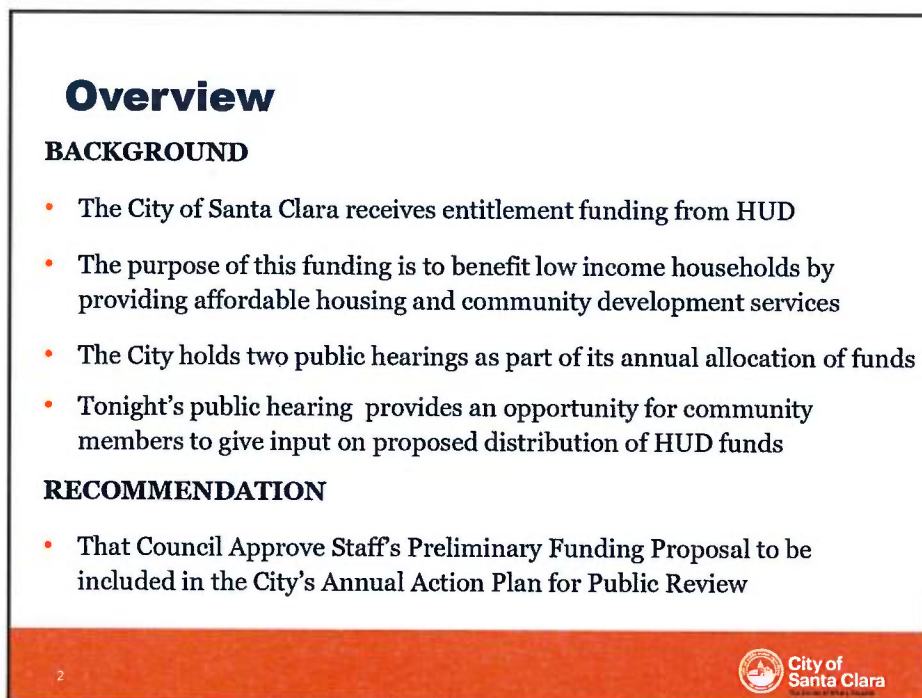 Overview
BACKGROUND
• The City of Santa Clara receives entitlement funding from HUD
• The purpose of this funding is to benefit low income households by
providing affordable housing and community development services
• The City holds two public hearings as part of its annual allocation of funds
• Tonight's public hearing provides an opportunity for community
members to give input on proposed distribution of HUD funds
RECOMMENDATION
• That Council Approve Staff's Preliminary Funding Proposal to be
included in the City's Annual Action Plan for Public Review
2
City of
Santa Clara